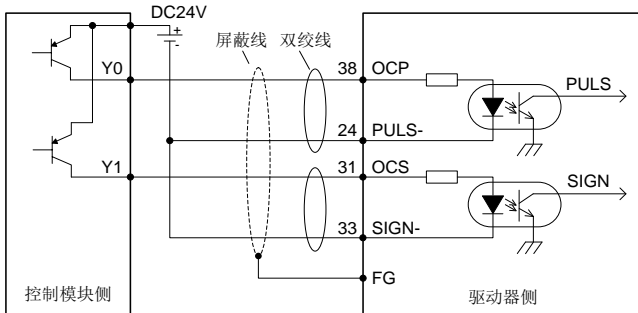 DC24V
+
-
屏蔽线
双绞线
Y0
38
OCP
PULS
24
PULS-
Y1
31
OCS
SIGN
33
SIGN-
FG
控制模块侧
驱动器侧